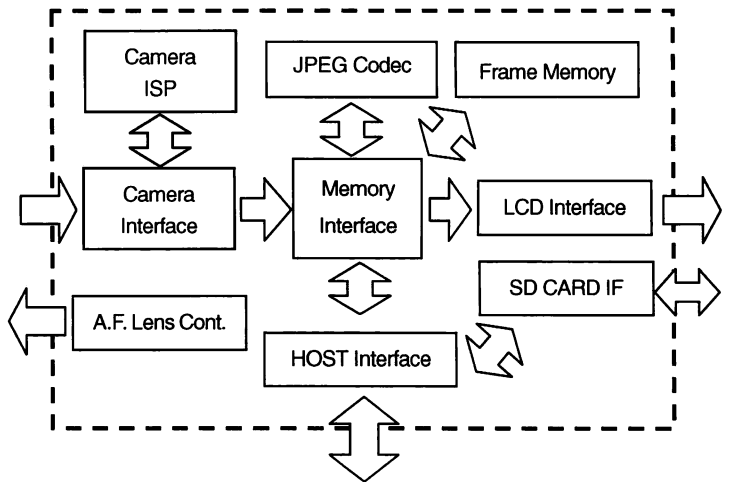 Camera
ISP
JPEG Codec
Frame Memory
Camera
Interface
Memory
Interface
LCD Interface
SD CARD IF
A.F. Lens Cont.
HOST Interface